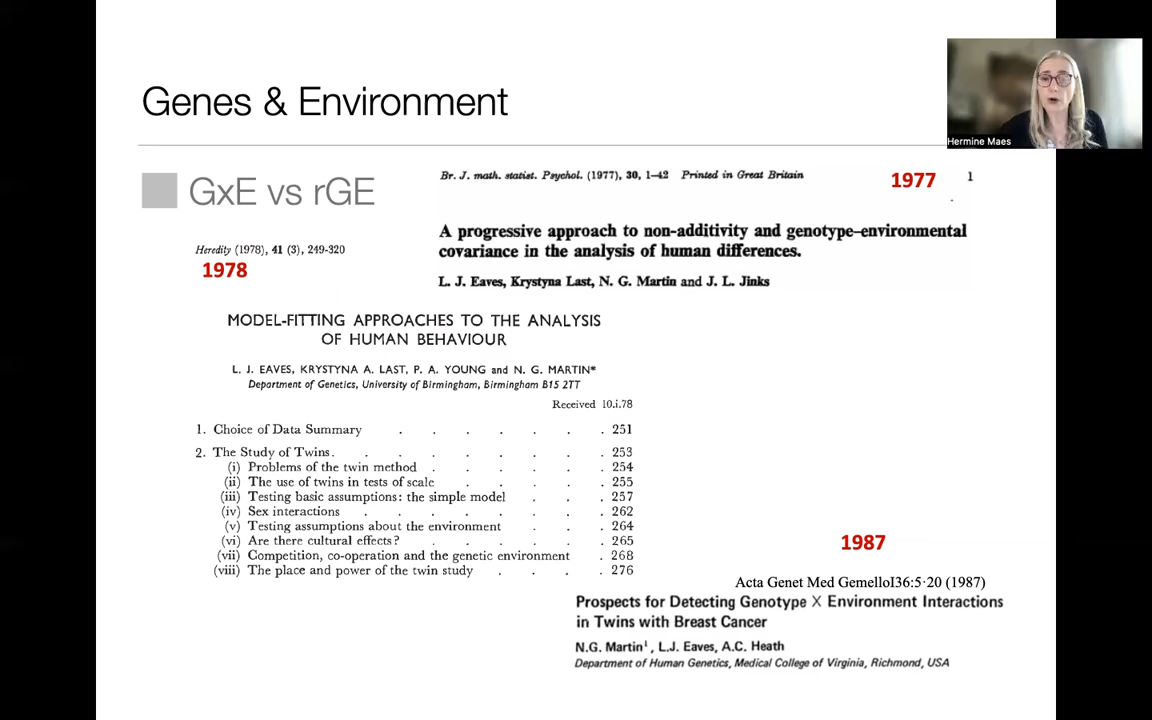 Genes & Environment
Hermine Maes
GxE vs rGE
Br. J. math. statist. Psychol. (1977), 30, 1–42 Printed in Great Britain
1977
1
A progressive approach to non-additivity and genotype–environmental
covariance in the analysis of human differences.
L. J. Eaves, Krystyna Last, N. G. Martin and J. L. Jinks
Heredity (1978), 41 (3), 249-320
1978
MODEL-FITTING APPROACHES TO THE ANALYSIS
OF HUMAN BEHAVIOUR
L. J. EAVES, KRYSTYNA A. LAST, P. A. YOUNG and N. G. MARTIN*
Department of Genetics, University of Birmingham, Birmingham B15 2TT
Received 10.i.78
1. Choice of Data Summary . . . . . . 251
2. The Study of Twins . . . . . . . 253
(i) Problems of the twin method . . . . . 254
(ii) The use of twins in tests of scale . . . . 255
(iii) Testing basic assumptions: the simple model . . . 257
(iv) Sex interactions . . . . . . . 262
(v) Testing assumptions about the environment . . . 264
(vi) Are there cultural effects? . . . . . 265
(vii) Competition, co-operation and the genetic environment . 268
(viii) The place and power of the twin study . . . . 276
1987
Acta Genet Med GemelloI36:5·20 (1987)
Prospects for Detecting Genotype X Environment Interactions
in Twins with Breast Cancer
N.G. Martin¹, L.J. Eaves, A.C. Heath
Department of Human Genetics, Medical College of Virginia, Richmond, USA